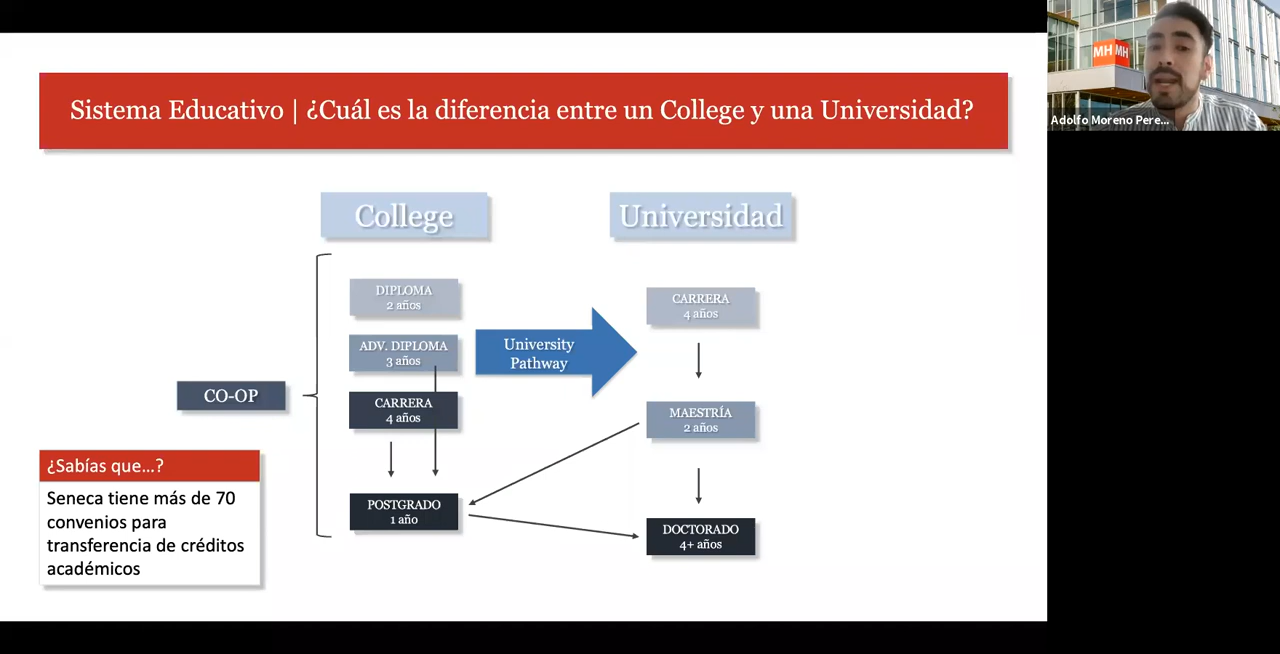 Sistema Educativo | ¿Cuál es la diferencia entre un College y una Universidad?
College
Universidad
DIPLOMA
2 años
ADV. DIPLOMA
3 años
CARRERA
4 años
POSTGRADO
1 año
University
Pathway
CARRERA
4 años
MAESTRÍA
2 años
DOCTORADO
4+ años
CO-OP
¿Sabías que...?
Seneca tiene más de 70
convenios para
transferencia de créditos
académicos
MH MH
Adolfo Moreno Pere...